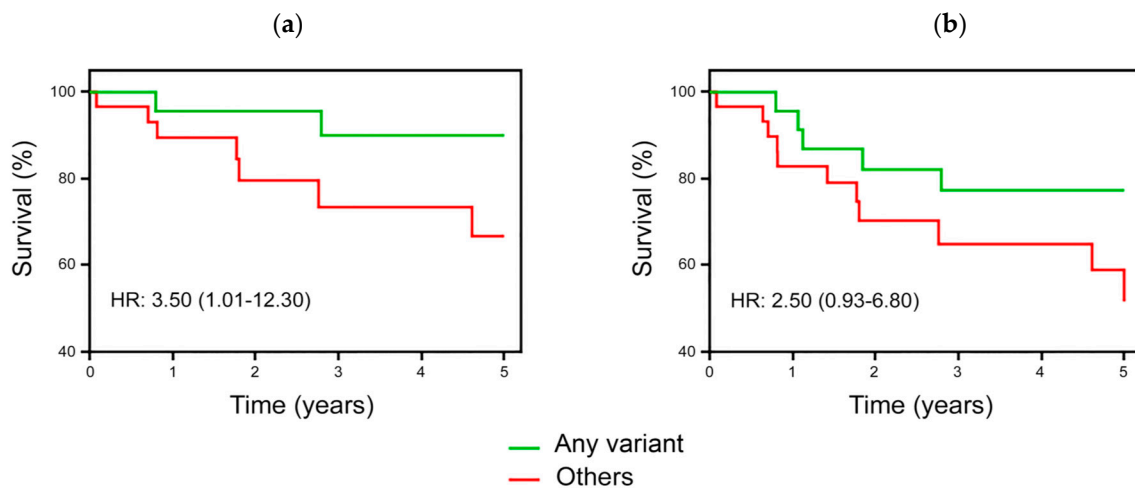 (a)
(b)
Survival (%)
100
80
60
40
HR: 3.50 (1.01-12.30)
0 1 2 3 4 5
Time (years)
Survival (%)
100
80
60
40
HR: 2.50 (0.93-6.80)
0 1 2 3 4 5
Time (years)
Any variant
Others